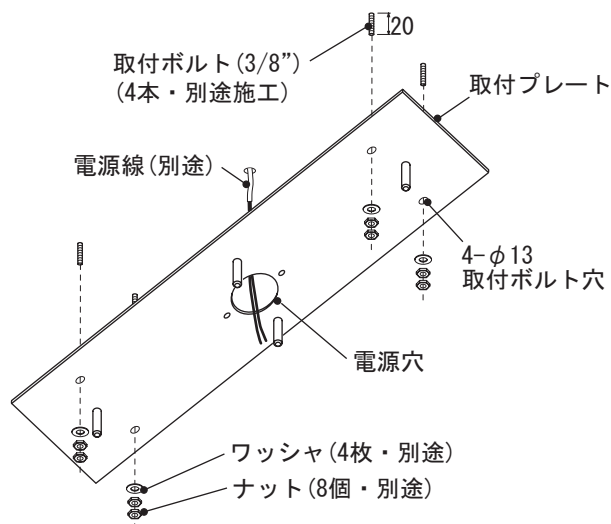 20
取付ボルト(3/8”)
(4本・別途施工)
取付プレート
電源線(別途)
4-φ13
取付ボルト穴
電源穴
ワッシャ(4枚・別途)
ナット(8個・別途)